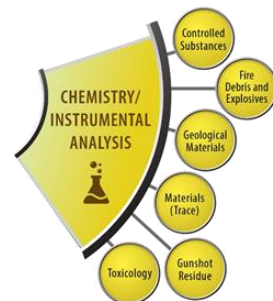 CHEMISTRY/
INSTRUMENTAL
ANALYSIS
Controlled
Substances
Fire
Debris and
Explosives
Geological
Materials
Materials
(Trace)
Gunshot
Residue
Toxicology